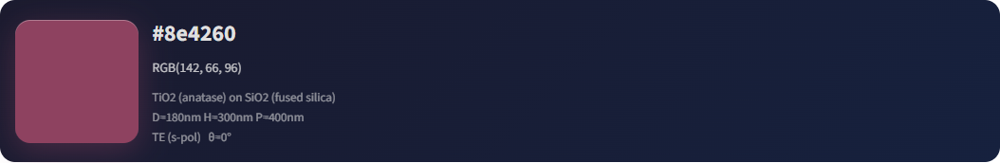 #8e4260
RGB(142, 66, 96)
TiO2 (anatase) on SiO2 (fused silica)
D=180nm H=300nm P=400nm
TE (s-pol) θ=0°